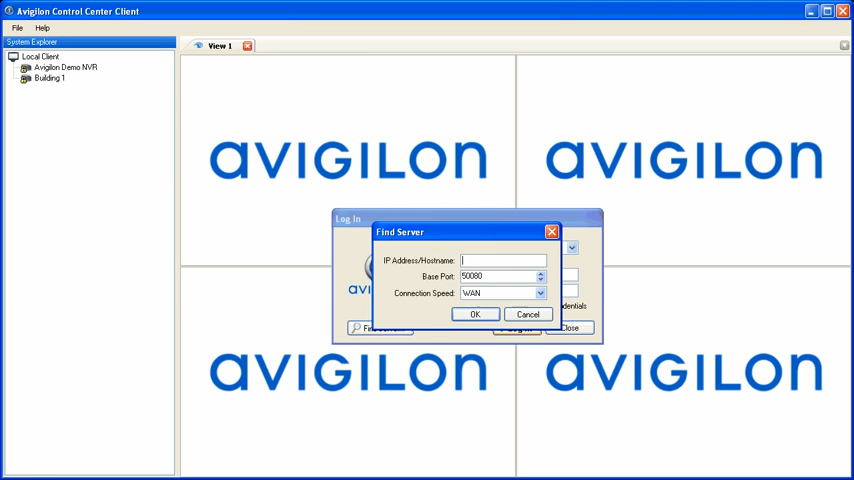 Avigilon Control Center Client
File Help
System Explorer
Local Client
Avigilon Demo NVR
Building 1
View 1
avigilon
avigilon
Log In
Find Server
IP Address/Hostname:
Base Port: 50080
Connection Speed: WAN
OK Cancel
Close
avigilon
avigilon